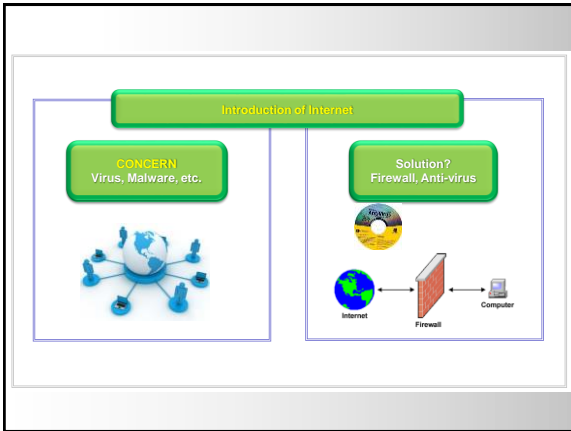 Introduction of Internet
CONCERN
Virus, Malware, etc.
Solution?
Firewall, Anti-virus
Internet
Firewall
Computer